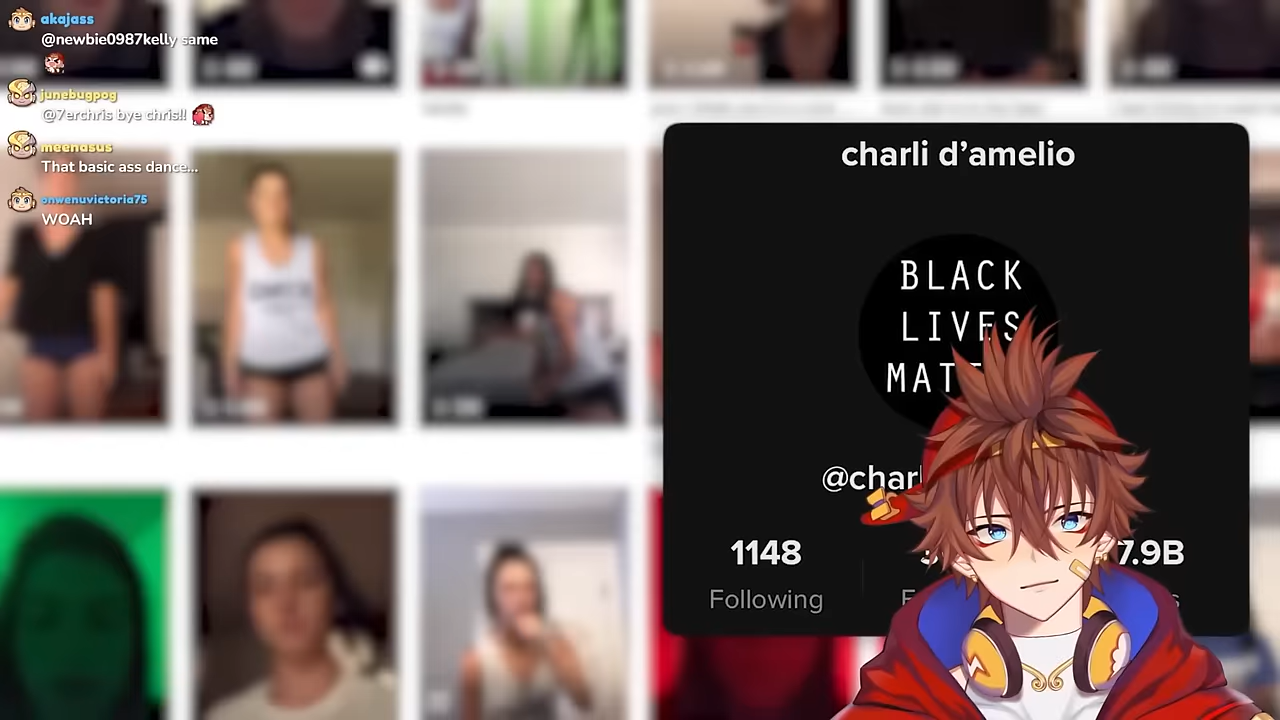 akajass
@newbie0987kelly same
junebugpog
@7erchris bye chris!!
meenasus
That basic ass dance...
onwenuvictoria75
WOAH
charli d’amelio
BLACK
LIVES
MAT
@charl
1148
7.9B
Following